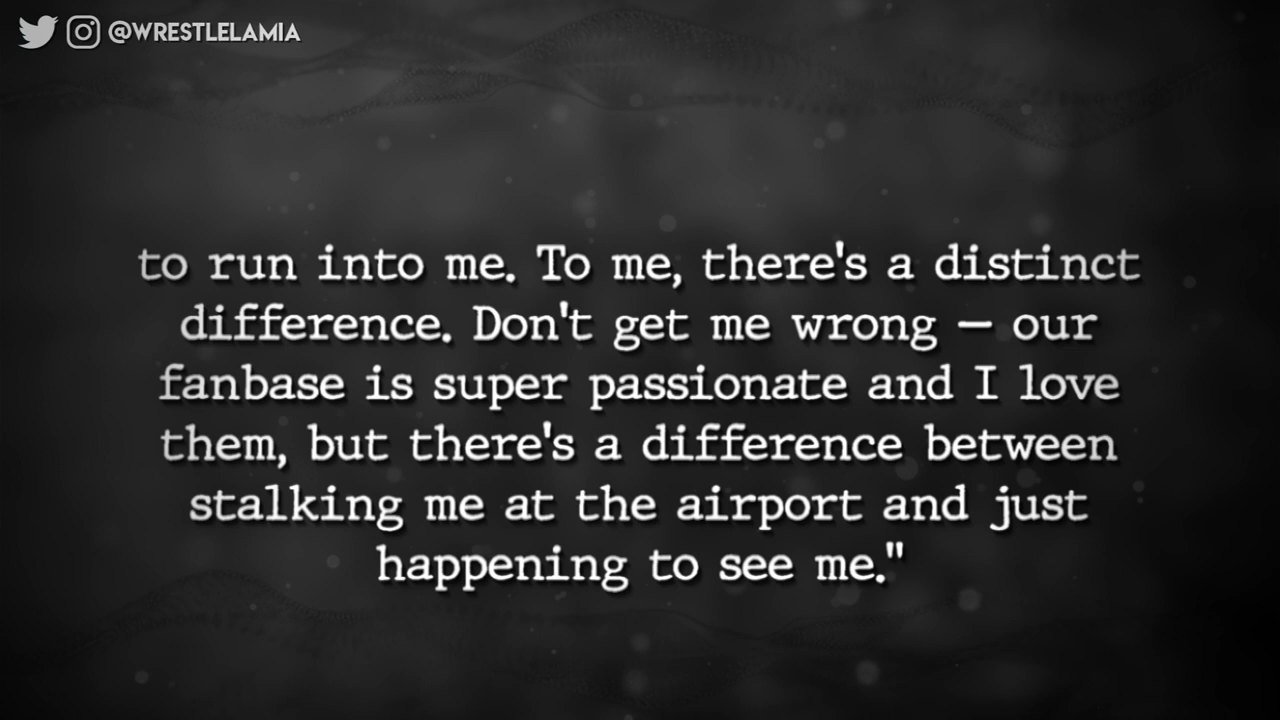 @WRESTLELAMIA
to run into me. To me, there's a distinct
difference. Don't get me wrong — our
fanbase is super passionate and I love
them, but there's a difference between
stalking me at the airport and just
happening to see me."